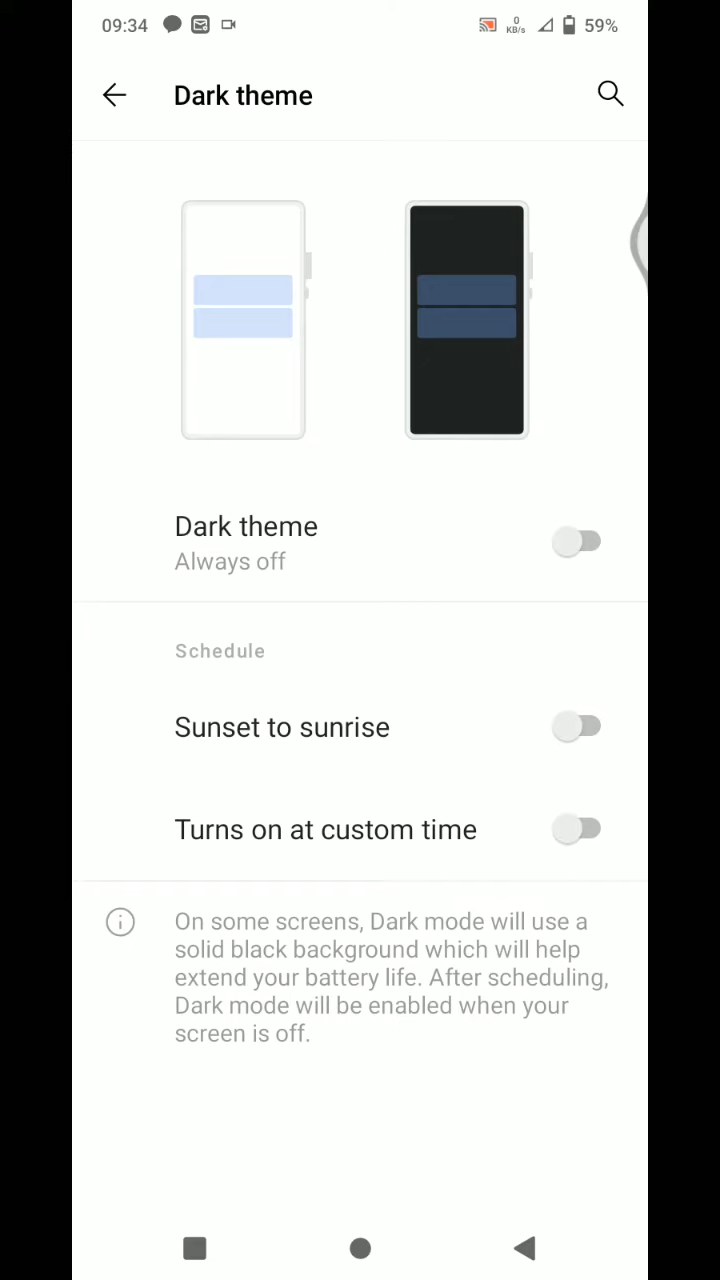 09:34 0 KB/s 59%
Dark theme
Dark theme
Always off
Schedule
Sunset to sunrise
Turns on at custom time
On some screens, Dark mode will use a
solid black background which will help
extend your battery life. After scheduling,
Dark mode will be enabled when your
screen is off.